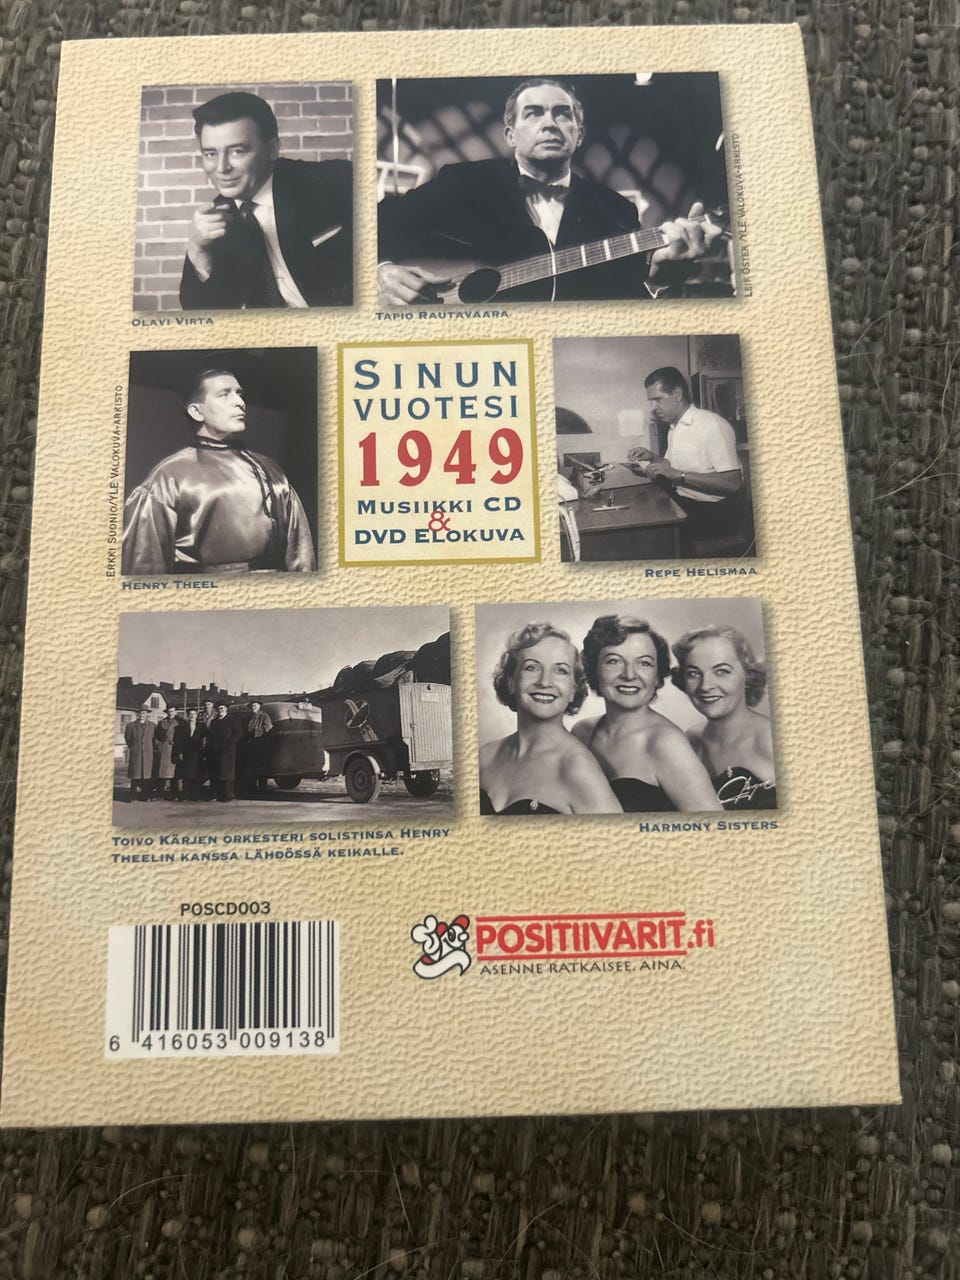 OLAVI VIRTA
TAPIO RAUTAVAARA
LEIF ÖSTER / YLE VALOKUVA-ARKISTO
ERKKI SUONIO/YLE VALOKUVA-ARKISTO
HENRY THEEL
SINUN
VUOTESI
1949
MUSIIKKI CD
&
DVD ELOKUVA
REPE HELISMAA
TOIVO KÄRJEN ORKESTERI SOLISTINSA HENRY
THEELIN KANSSA LÄHDÖSSÄ KEIKALLE.
HARMONY SISTERS
POSCD003
6 416053 009138
POSITIIVARIT.fi
ASENNE RATKAISEE. AINA.